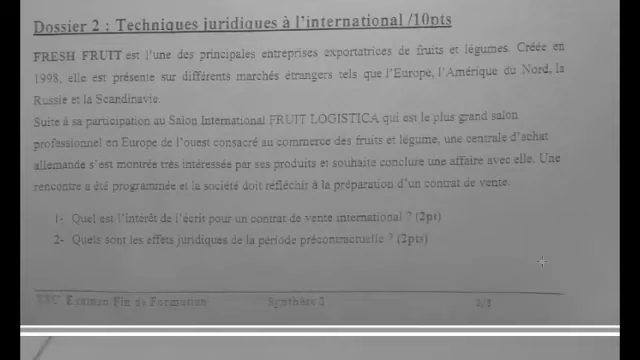 Dossier 2 : Techniques juridiques à l'international /10pts
FRESH FRUIT est l'une des principales entreprises exportatrices de fruits et légumes. Créée en
1998, elle est présente sur différents marchés étrangers tels que l'Europe, l'Amérique du Nord, la
Russie et la Scandinavie.
Suite à sa participation au Salon International FRUIT LOGISTICA qui est le plus grand salon
professionnel en Europe de l'ouest consacré au commerce des fruits et légume, une centrale d'achat
allemande s'est montrée très intéressée par ses produits et souhaite conclure une affaire avec elle. Une
rencontre a été programmée et la société doit réfléchir à la préparation d'un contrat de vente.
1- Quel est l'intérêt de l'écrit pour un contrat de vente international ? (2pt)
2- Quels sont les effets juridiques de la période précontractuelle ? (2pts)
Examen Fin de Formation Synthèse 2